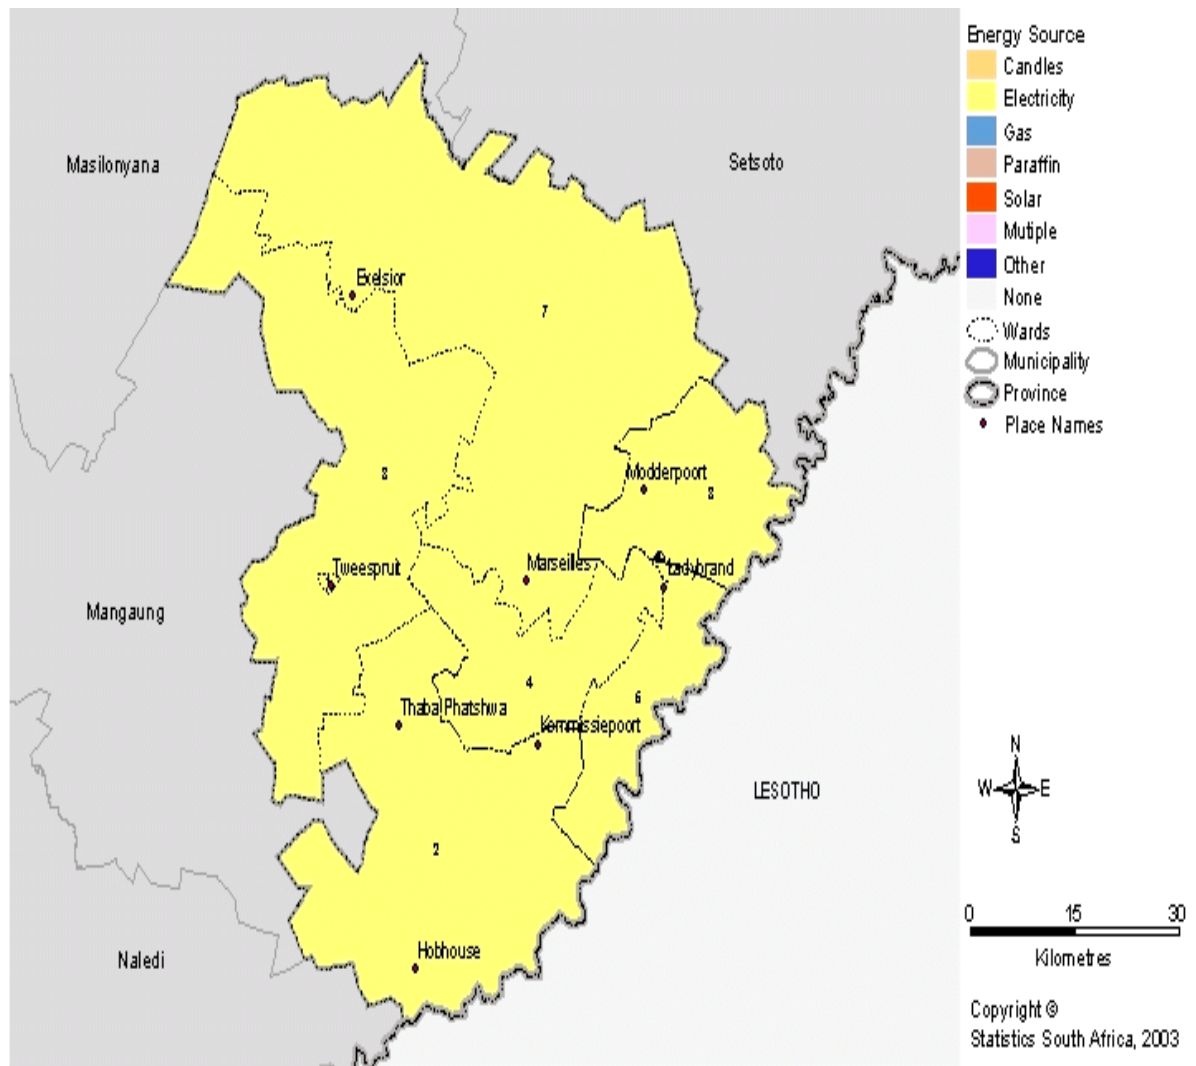 Energy Source
Candles
Electricity
Gas
Paraffin
Solar
Mutiple
Other
None
Wards
Municipality
Province
Place Names
Masilonyana
Setsoto
Exelsior
7
8
Modderpoort
3
Tweespruit
Marseilles
Ladybrand
Mangaung
4
6
Thaba Phatshwa
Kommissiepoort
LESOTHO
N
W E
S
2
0 15 30
Kilometres
Hobhouse
Naledi
Copyright ©
Statistics South Africa, 2003